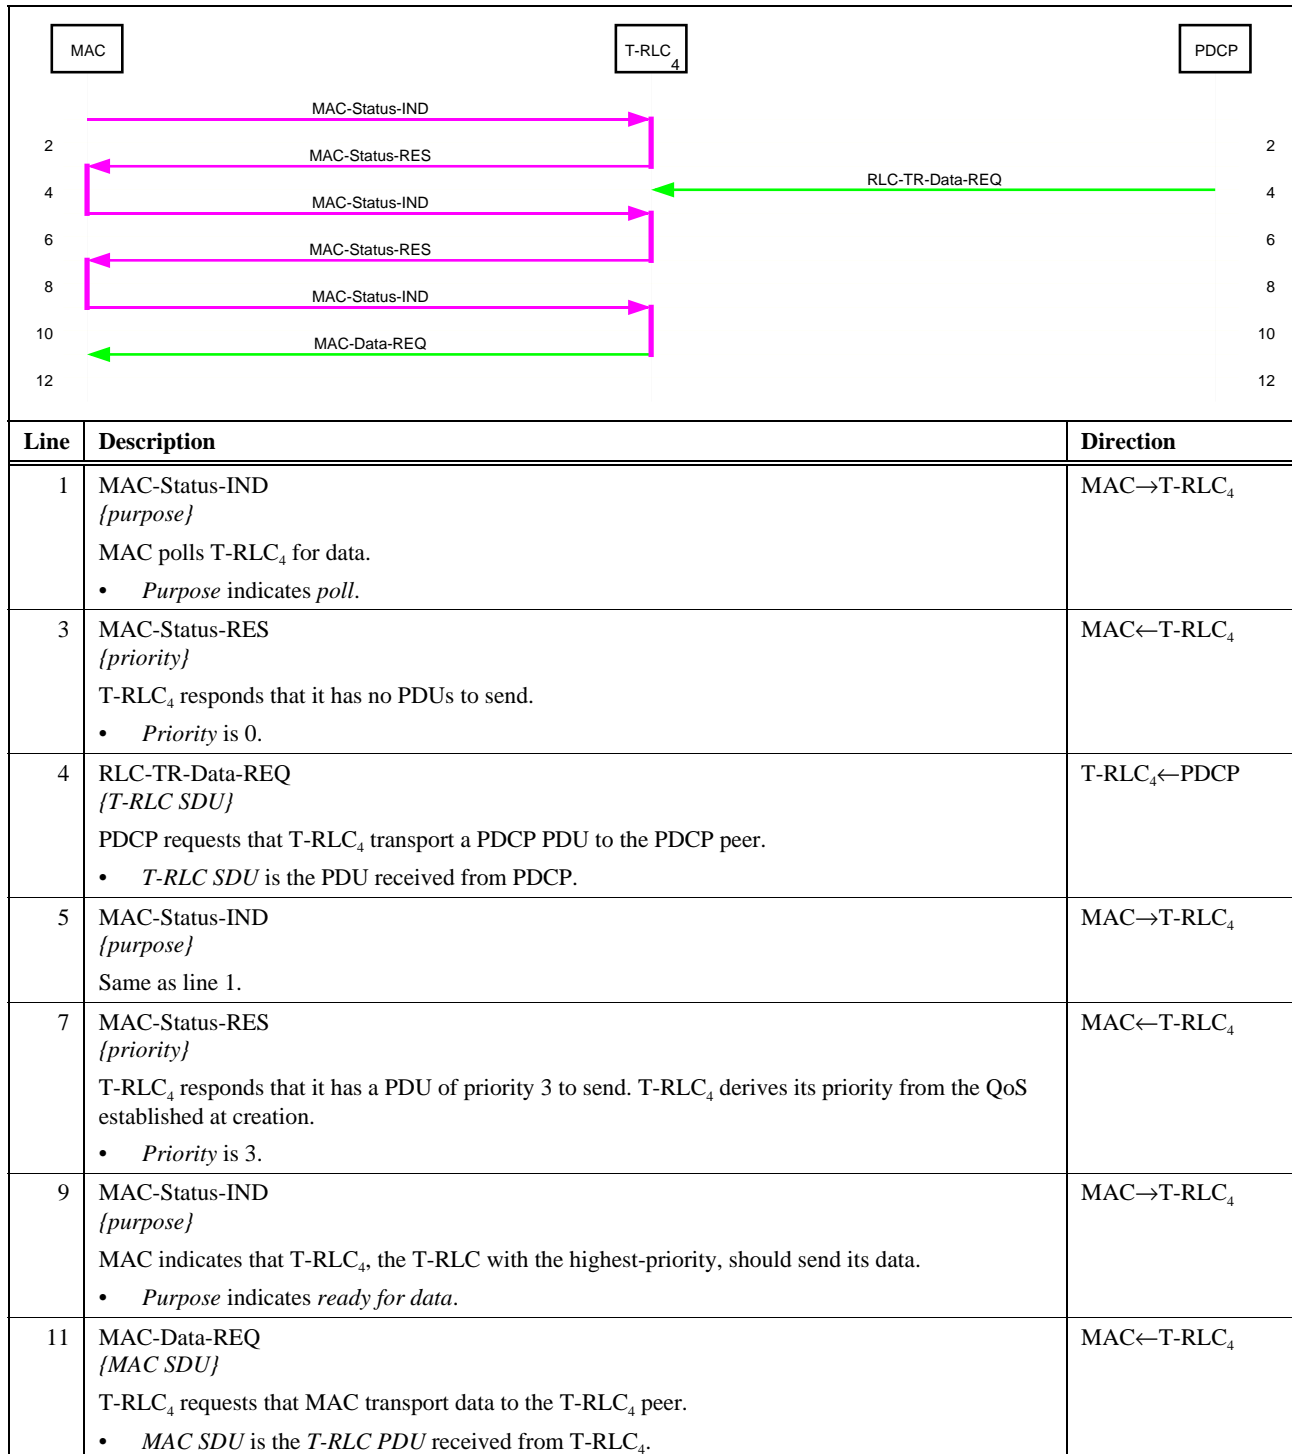 MAC T-RLC4 PDCP
MAC-Status-IND
2 MAC-Status-RES 2
4 RLC-TR-Data-REQ 4
MAC-Status-IND
6 MAC-Status-RES 6
8 MAC-Status-IND 8
10 MAC-Data-REQ 10
12 12
Line Description Direction
1 MAC-Status-IND MAC→T-RLC4
{purpose}
MAC polls T-RLC4 for data.
• Purpose indicates poll.
3 MAC-Status-RES MAC←T-RLC4
{priority}
T-RLC4 responds that it has no PDUs to send.
• Priority is 0.
4 RLC-TR-Data-REQ T-RLC4←PDCP
{T-RLC SDU}
PDCP requests that T-RLC4 transport a PDCP PDU to the PDCP peer.
• T-RLC SDU is the PDU received from PDCP.
5 MAC-Status-IND MAC→T-RLC4
{purpose}
Same as line 1.
7 MAC-Status-RES MAC←T-RLC4
{priority}
T-RLC4 responds that it has a PDU of priority 3 to send. T-RLC4 derives its priority from the QoS
established at creation.
• Priority is 3.
9 MAC-Status-IND MAC→T-RLC4
{purpose}
MAC indicates that T-RLC4, the T-RLC with the highest-priority, should send its data.
• Purpose indicates ready for data.
11 MAC-Data-REQ MAC←T-RLC4
{MAC SDU}
T-RLC4 requests that MAC transport data to the T-RLC4 peer.
• MAC SDU is the T-RLC PDU received from T-RLC4.